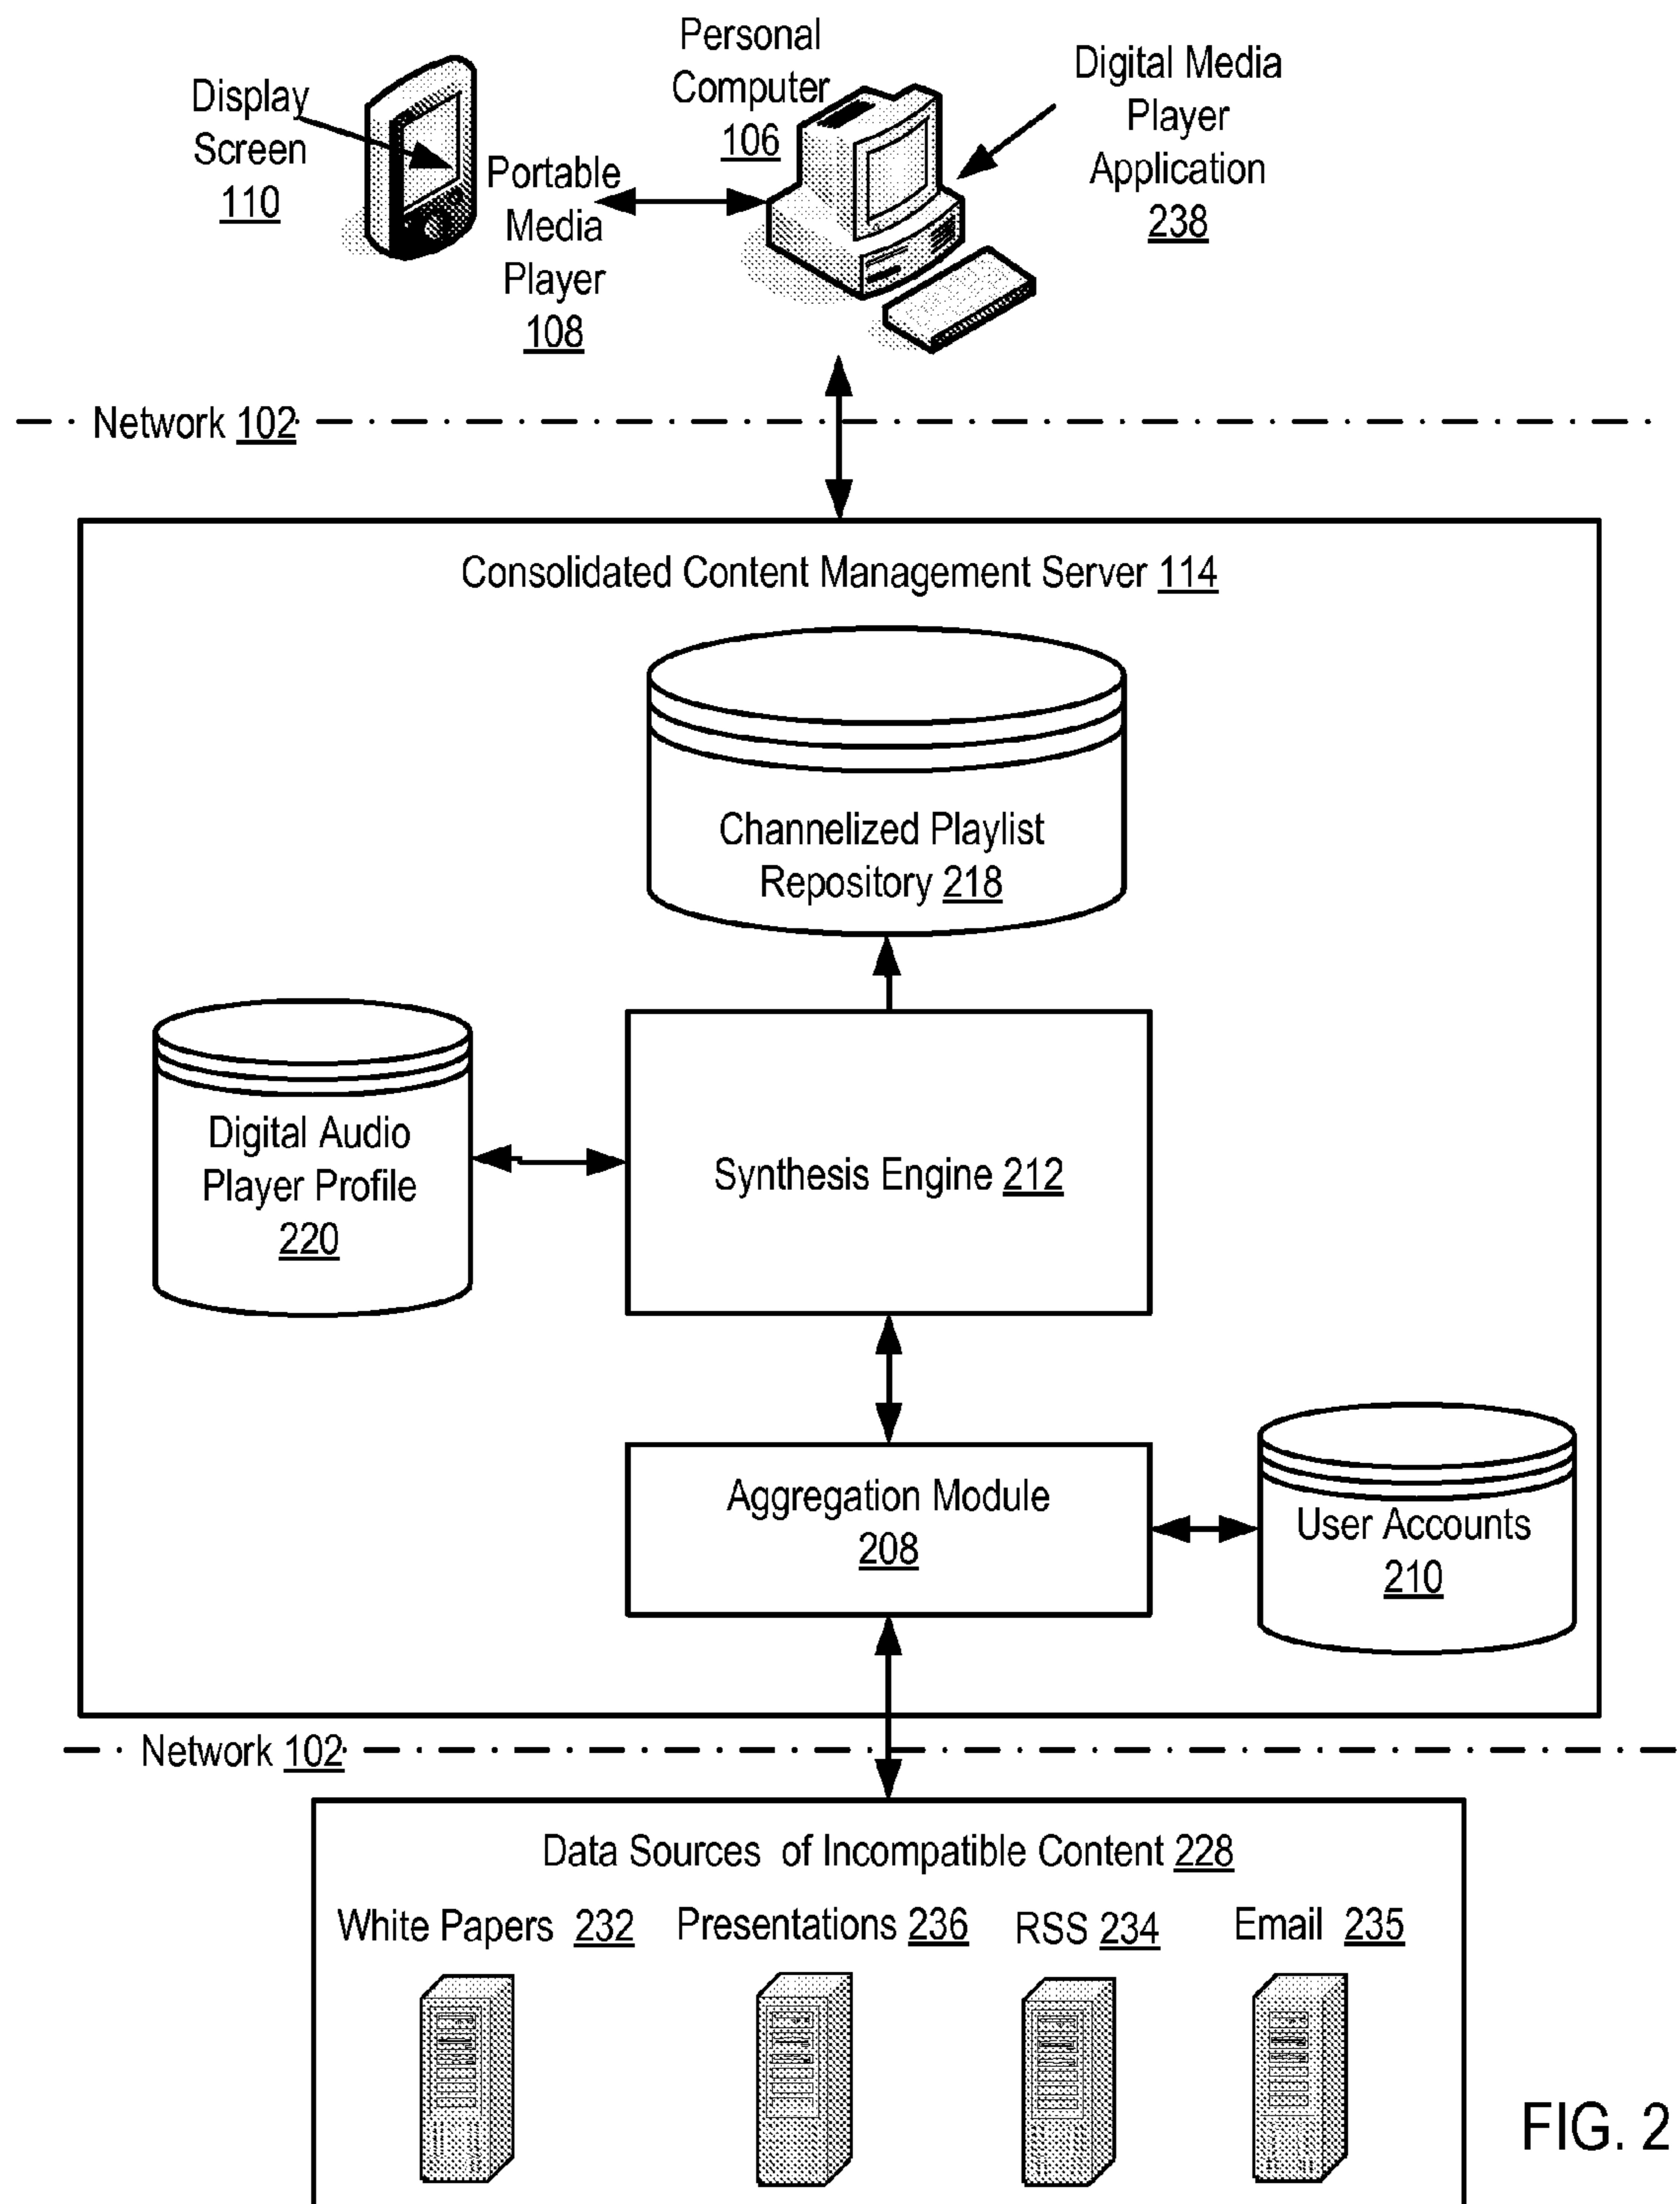 Display
Screen
110
Portable
Media
Player
108
Personal
Computer
106
Digital Media
Player
Application
238
Network 102
Consolidated Content Management Server 114
Channelized Playlist
Repository 218
Digital Audio
Player Profile
220
Synthesis Engine 212
Aggregation Module
208
User Accounts
210
Network 102
Data Sources of Incompatible Content 228
White Papers 232 Presentations 236 RSS 234 Email 235
FIG. 2